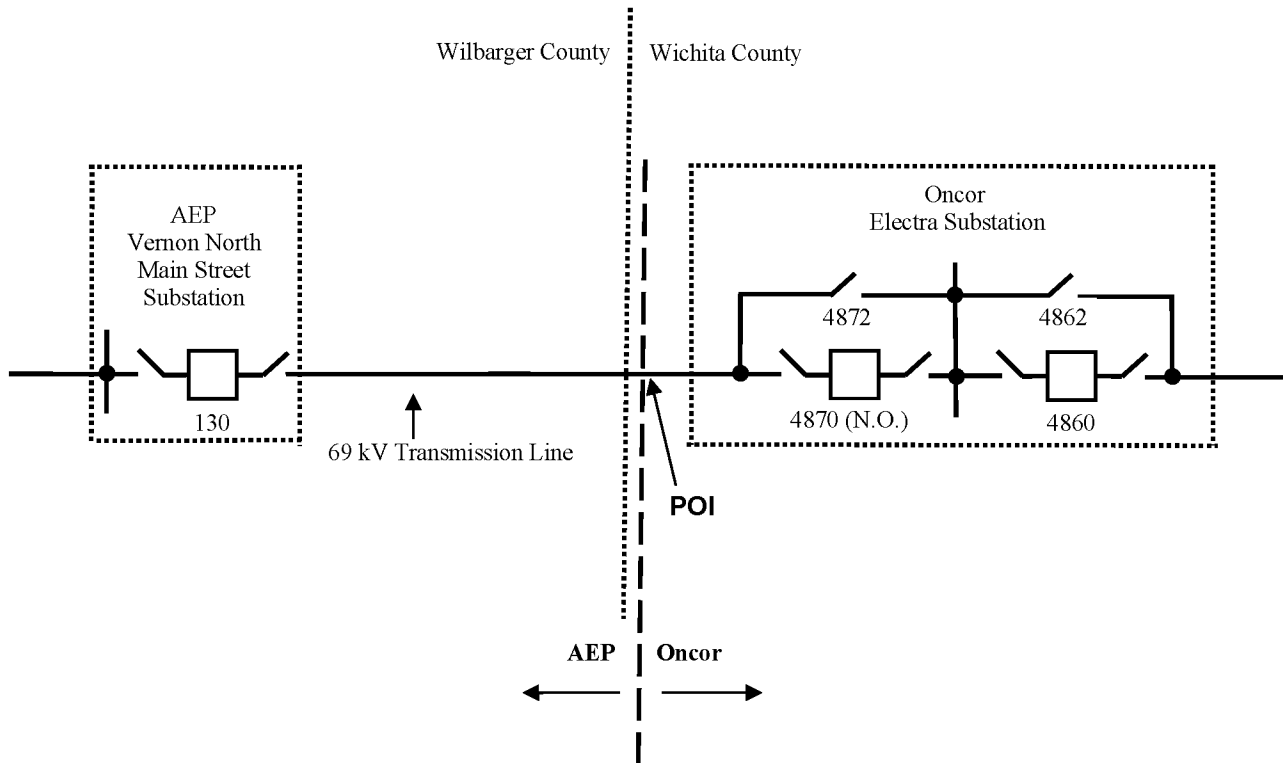 Wilbarger County
Wichita County
AEP
Vernon North
Main Street
Substation
130
69 kV Transmission Line
Oncor
Electra Substation
4872
4862
4870 (N.O.)
4860
POI
AEP
Oncor